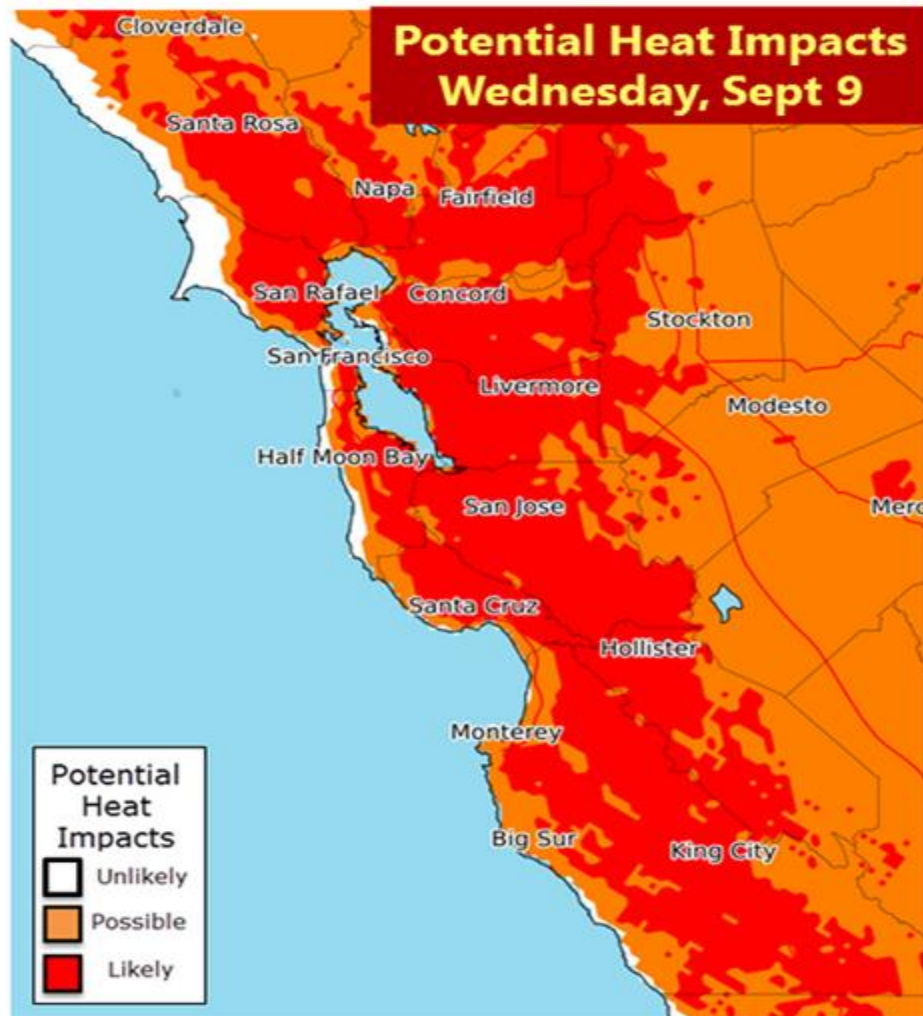 Potential Heat Impacts
Wednesday, Sept 9
Cloverdale
Santa Rosa
Napa
Fairfield
San Rafael
Concord
Stockton
San Francisco
Livermore
Modesto
Half Moon Bay
San Jose
Merc
Santa Cruz
Hollister
Monterey
Big Sur
King City
Potential
Heat
Impacts
Unlikely
Possible
Likely